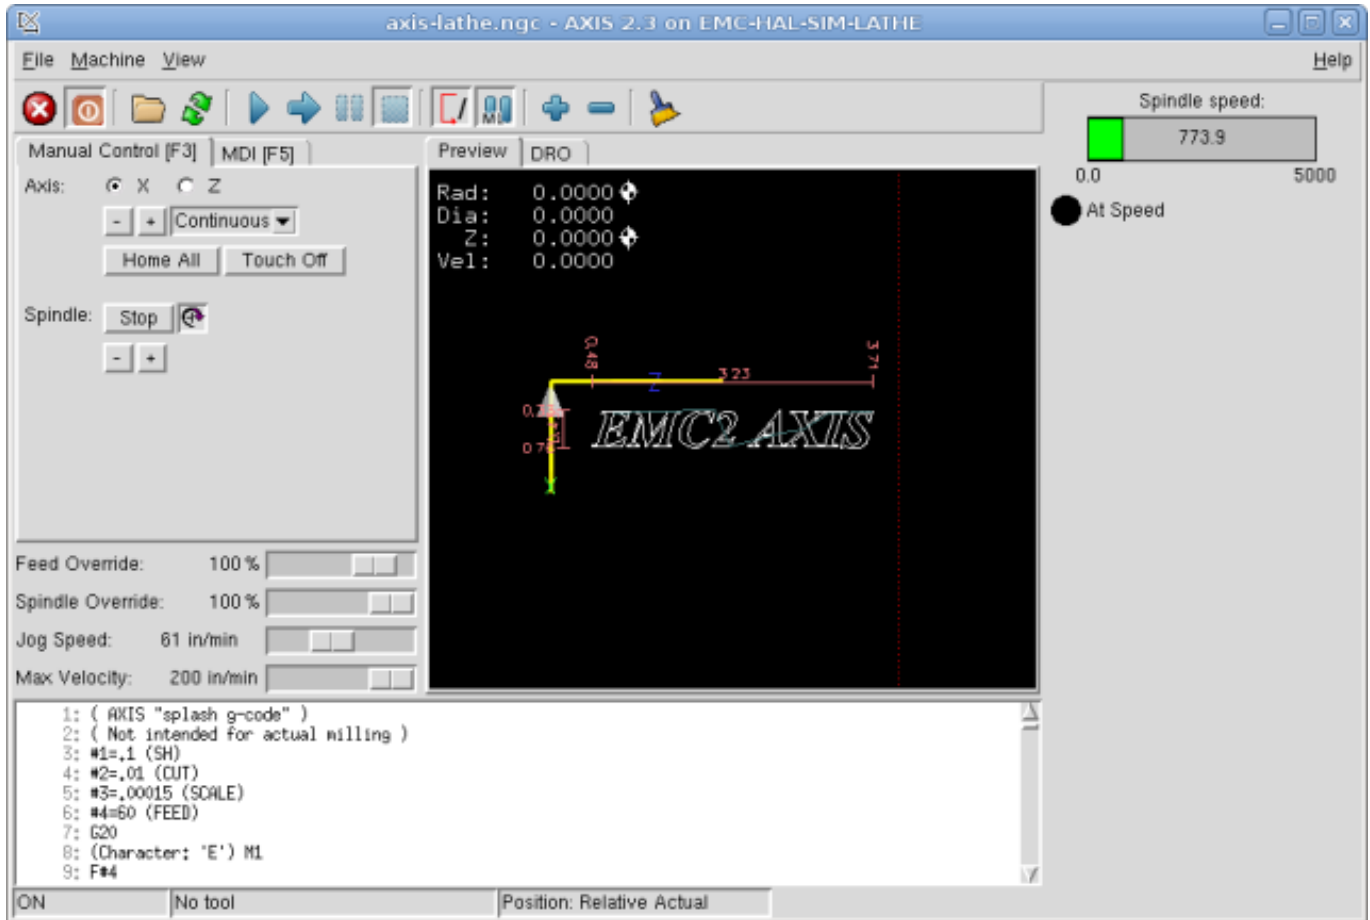 axis-lathe.ngc - AXIS 2.3 on EMC-HAL-SIM-LATHE
File Machine View Help
Manual Control [F3] MDI [F5]
Axis: X Z
- + Continuous
Home All Touch Off
Spindle: Stop
- +
Feed Override: 100 %
Spindle Override: 100 %
Jog Speed: 61 in/min
Max Velocity: 200 in/min
Preview DRO
Rad: 0.0000
Dia: 0.0000
Z: 0.0000
Vel: 0.0000
0.48 3.71
Z 3.23
EMC2 AXIS
0.76
Spindle speed:
773.9
0.0 5000
At Speed
1: ( AXIS "splash g-code" )
2: ( Not intended for actual milling )
3: #1=.1 (SH)
4: #2=.01 (CUT)
5: #3=.00015 (SCALE)
6: #4=60 (FEED)
7: G20
8: (Character: 'E') M1
9: F#4
ON No tool Position: Relative Actual